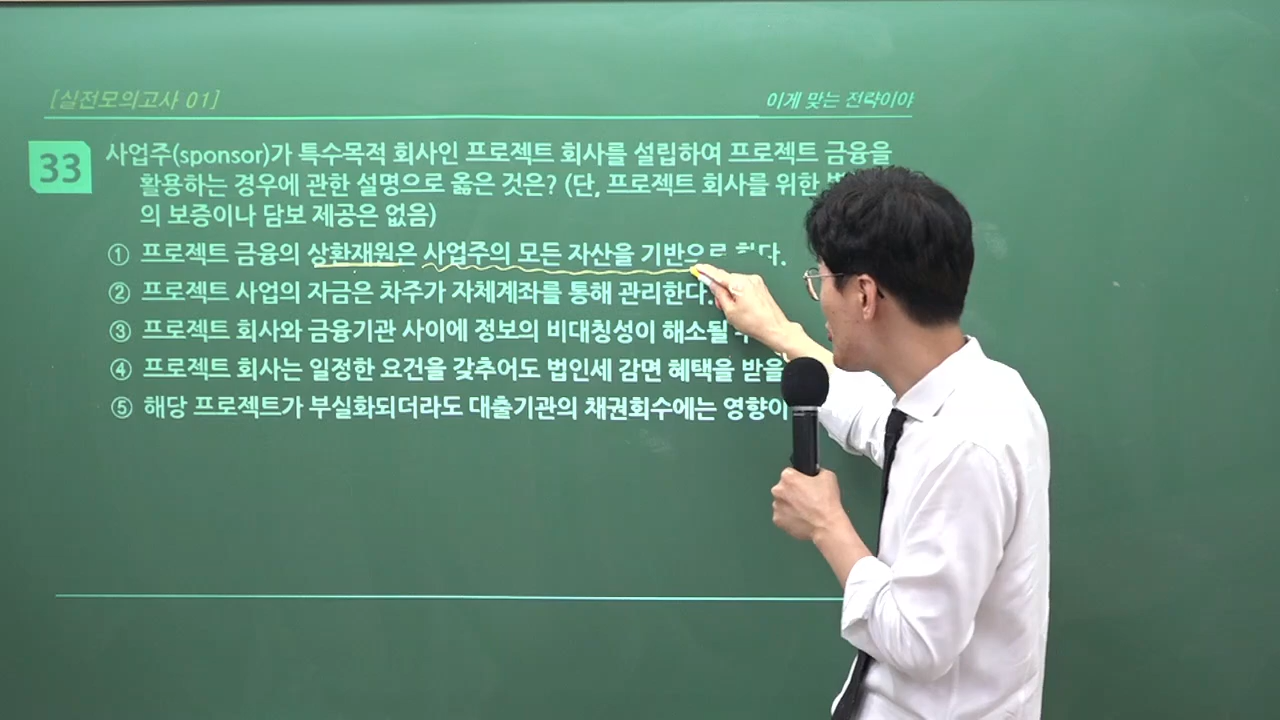 [실전모의고사 01]
이게 맞는 전략이야
33
사업주(sponsor)가 특수목적 회사인 프로젝트 회사를 설립하여 프로젝트 금융을
활용하는 경우에 관한 설명으로 옳은 것은? (단, 프로젝트 회사를 위한
의 보증이나 담보 제공은 없음)
① 프로젝트 금융의 상환재원은 사업주의 모든 자산을 기반으로 한다.
② 프로젝트 사업의 자금은 차주가 자체계좌를 통해 관리한다.
③ 프로젝트 회사와 금융기관 사이에 정보의 비대칭성이 해소될
④ 프로젝트 회사는 일정한 요건을 갖추어도 법인세 감면 혜택을 받을
⑤ 해당 프로젝트가 부실화되더라도 대출기관의 채권회수에는 영향이